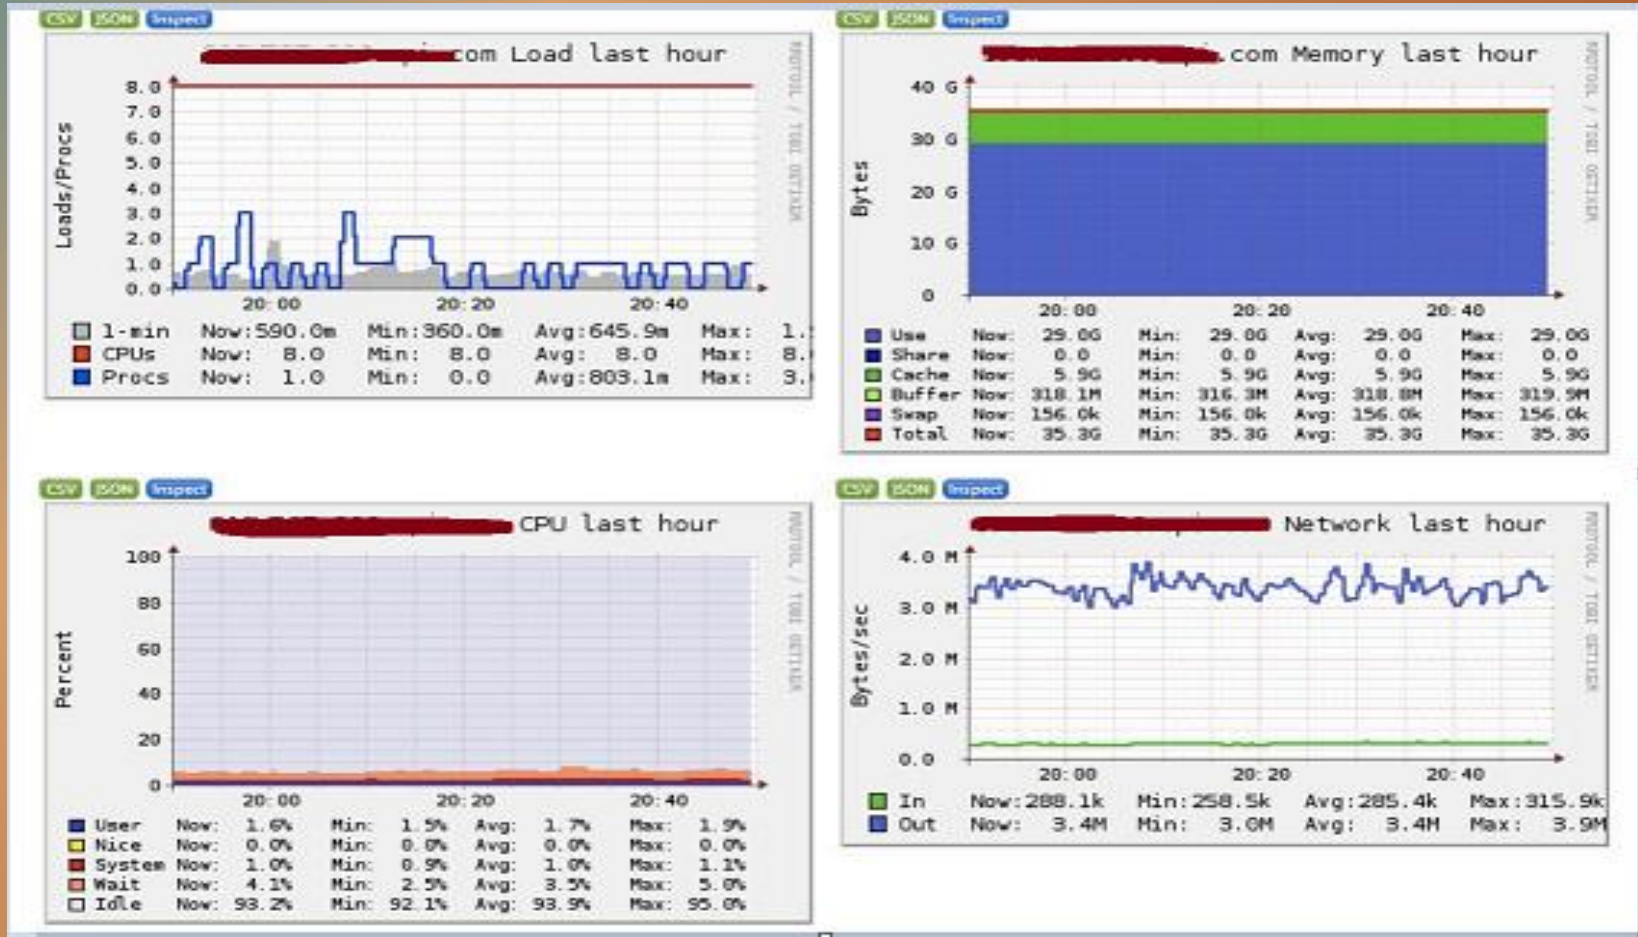 CSV JSON Inspect
.com Load last hour
RRDTOOL / TOBI OETIKER
Loads/Procs
8.0
7.0
6.0
5.0
4.0
3.0
2.0
1.0
0.0
20:00 20:20 20:40
1-min Now:590.0m Min:360.0m Avg:645.9m Max: 1.
CPUs Now: 8.0 Min: 8.0 Avg: 8.0 Max: 8.
Procs Now: 1.0 Min: 0.0 Avg:803.1m Max: 3.
CSV JSON Inspect
.com Memory last hour
RRDTOOL / TOBI OETIKER
Bytes
40 G
30 G
20 G
10 G
0
20:00 20:20 20:40
Use Now: 29.0G Min: 29.0G Avg: 29.0G Max: 29.0G
Share Now: 0.0 Min: 0.0 Avg: 0.0 Max: 0.0
Cache Now: 5.9G Min: 5.9G Avg: 5.9G Max: 5.9G
Buffer Now: 318.1M Min: 316.3M Avg: 318.8M Max: 319.9M
Swap Now: 156.0k Min: 156.0k Avg: 156.0k Max: 156.0k
Total Now: 35.3G Min: 35.3G Avg: 35.3G Max: 35.3G
CSV JSON Inspect
CPU last hour
RRDTOOL / TOBI OETIKER
Percent
100
80
60
40
20
0
20:00 20:20 20:40
User Now: 1.6% Min: 1.5% Avg: 1.7% Max: 1.9%
Nice Now: 0.0% Min: 0.0% Avg: 0.0% Max: 0.0%
System Now: 1.0% Min: 0.9% Avg: 1.0% Max: 1.1%
Wait Now: 4.1% Min: 2.5% Avg: 3.5% Max: 5.0%
Idle Now: 93.2% Min: 92.1% Avg: 93.9% Max: 95.0%
CSV JSON Inspect
Network last hour
RRDTOOL / TOBI OETIKER
Bytes/sec
4.0 M
3.0 M
2.0 M
1.0 M
0.0
20:00 20:20 20:40
In Now:288.1k Min:258.5k Avg:285.4k Max:315.9k
Out Now: 3.4M Min: 3.0M Avg: 3.4M Max: 3.9M